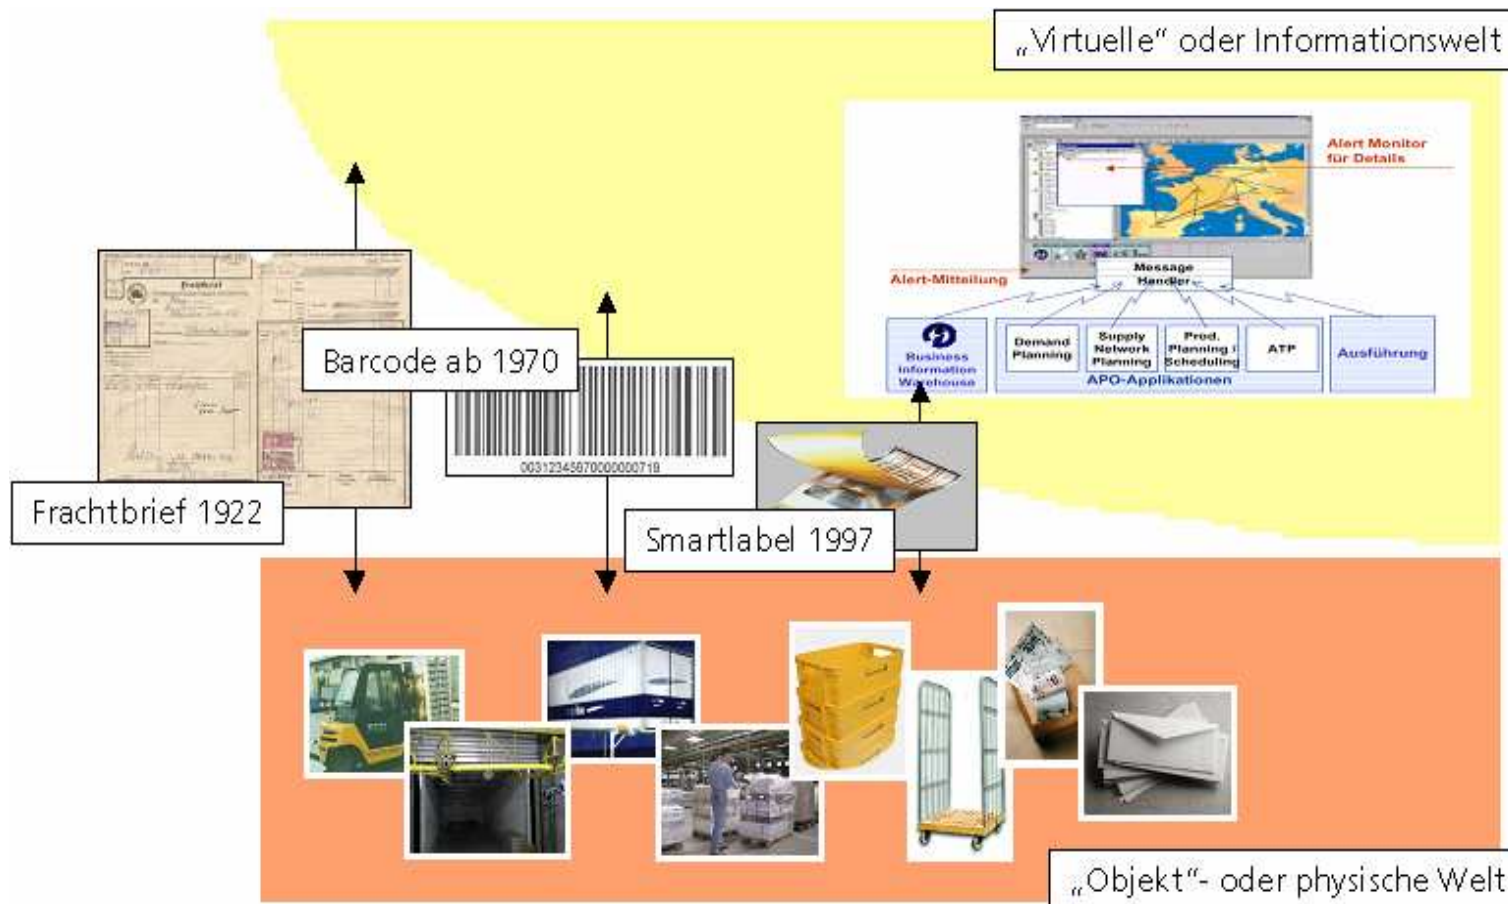 „Virtuelle“ oder Informationswelt
Alert Monitor
für Details
Alert-Mitteilung
Message
Handler
Business
Information
Warehouse
Demand
Planning
Supply
Network
Planning
Prod.
Planning /
Scheduling
ATP
APO-Applikationen
Ausführung
Frachtbrief
Barcode ab 1970
00312345670000000719
Frachtbrief 1922
Smartlabel 1997
„Objekt“- oder physische Welt